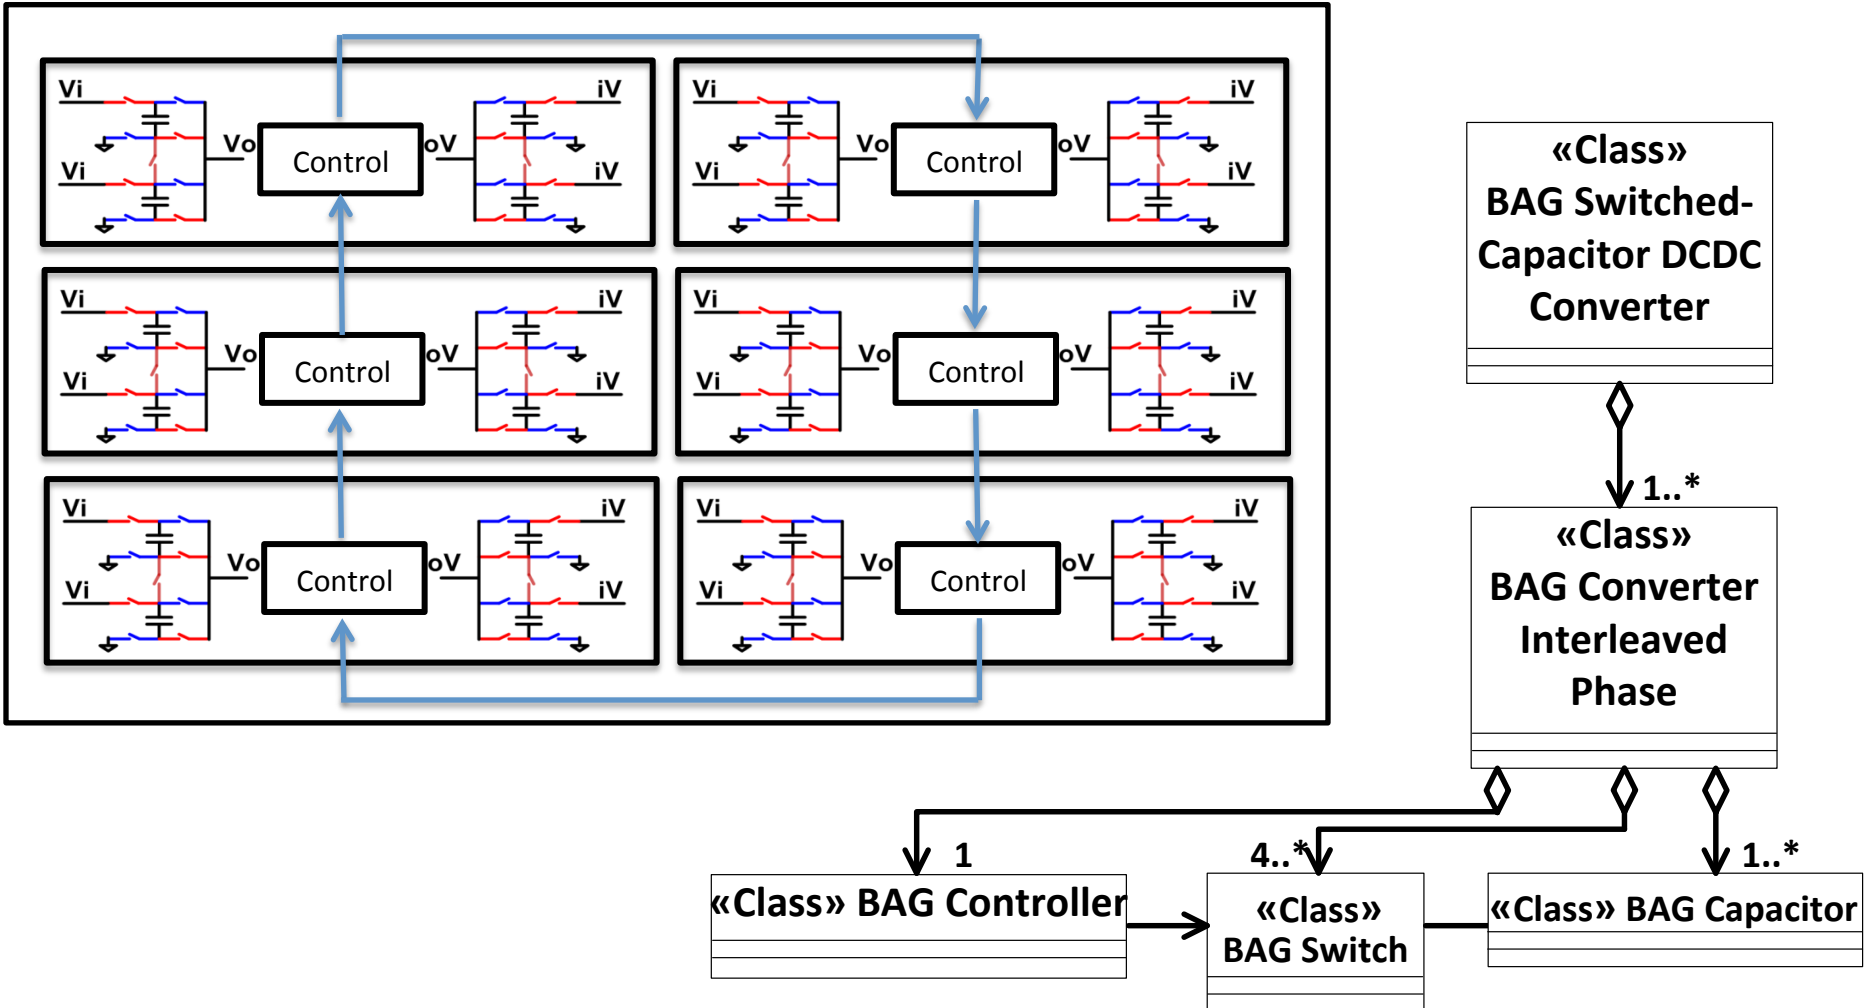 Vi
iV
Vo
Control
oV
Vi
iV
Vi
iV
Vo
Control
oV
Vi
iV
Vi
iV
Vo
Control
oV
Vi
iV
Vi
iV
Vo
Control
oV
Vi
iV
Vi
iV
Vo
Control
oV
Vi
iV
Vi
iV
Vo
Control
oV
Vi
iV
«Class»
BAG Switched-
Capacitor DCDC
Converter
1..*
«Class»
BAG Converter
Interleaved
Phase
1
4..*
1..*
«Class» BAG Controller
«Class»
BAG Switch
«Class» BAG Capacitor